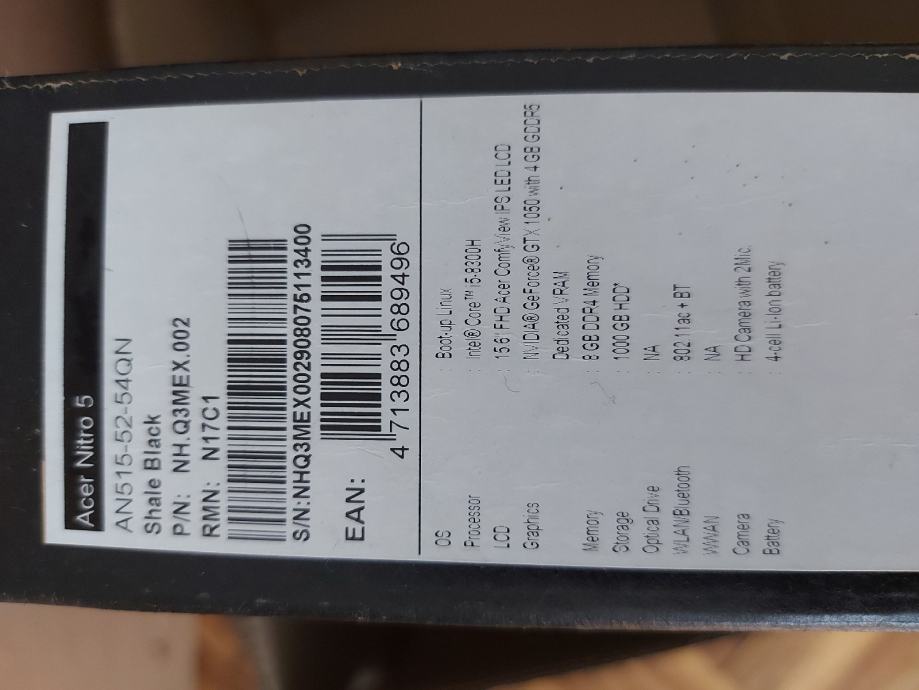 Acer Nitro 5
AN515-52-54QN
Shale Black
P/N: NH.Q3MEX.002
RMN: N17C1
S/N:NHQ3MEX002908075113400
EAN:
4 713883 689496
OS : Boot-up Linux
Processor : Intel® Core™ i5-8300H
LCD : 15.6" FHD Acer ComfyView IPS LED LCD
Graphics : NVIDIA® GeForce® GTX 1050 with 4 GB GDDR5
Dedicated VRAM
Memory : 8 GB DDR4 Memory
Storage : 1000 GB HDD*
Optical Drive : NA
WLAN/Bluetooth : 802.11ac + BT
WWAN : NA
Camera : HD Camera with 2Mic.
Battery : 4-cell Li-Ion battery